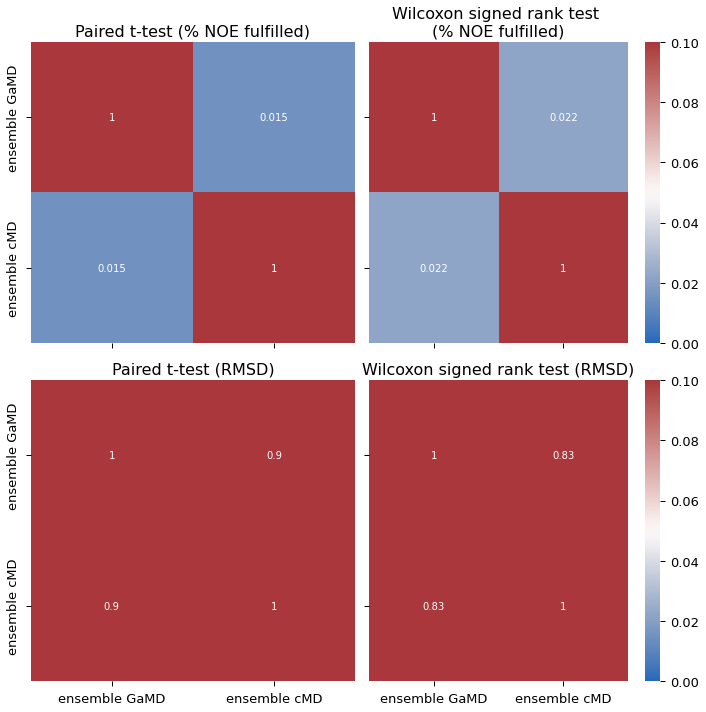 Paired t-test (% NOE fulfilled)
Wilcoxon signed rank test
(% NOE fulfilled)
ensemble GaMD
ensemble cMD
1
0.015
0.015
1
1
0.022
0.022
1
0.10
0.08
0.06
0.04
0.02
0.00
Paired t-test (RMSD)
Wilcoxon signed rank test (RMSD)
ensemble GaMD
ensemble cMD
1
0.9
0.9
1
1
0.83
0.83
1
0.10
0.08
0.06
0.04
0.02
0.00
ensemble GaMD
ensemble cMD
ensemble GaMD
ensemble cMD